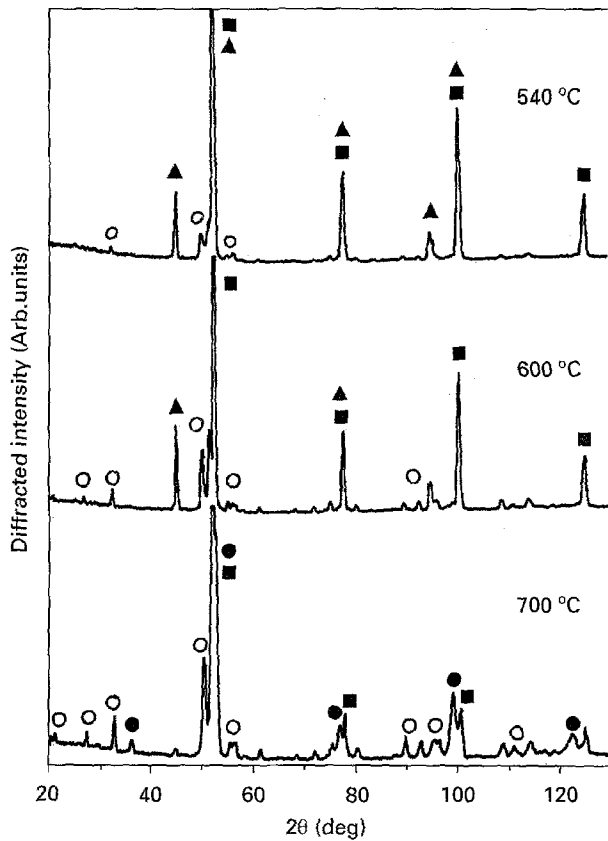 540 °C
600 °C
700 °C
Diffracted intensity (Arb.units)
20 40 60 80 100 120
2θ (deg)